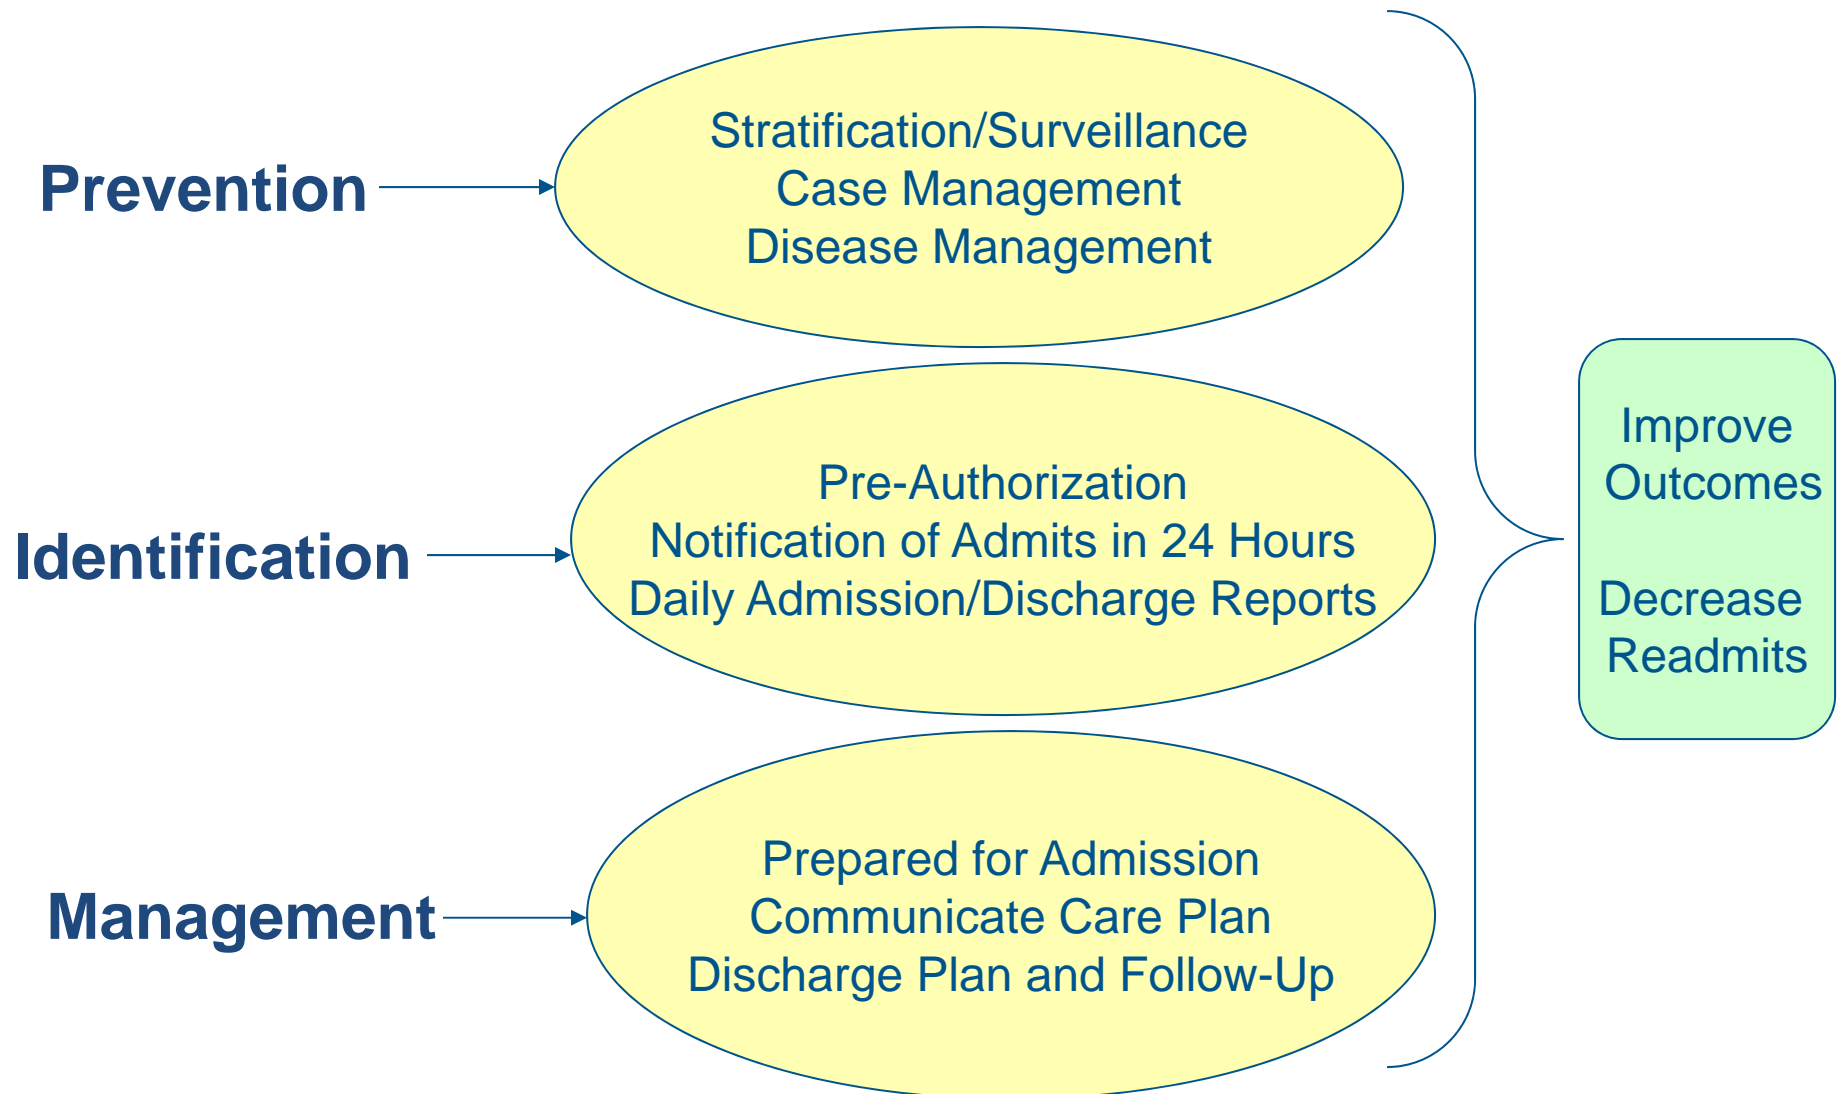 Prevention
Stratification/Surveillance
Case Management
Disease Management
Identification
Pre-Authorization
Notification of Admits in 24 Hours
Daily Admission/Discharge Reports
Management
Prepared for Admission
Communicate Care Plan
Discharge Plan and Follow-Up
Improve
Outcomes
Decrease
Readmits